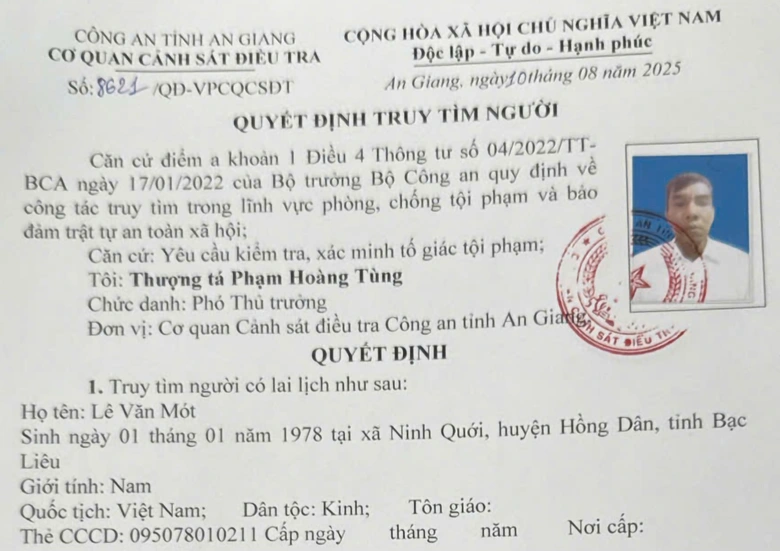 CÔNG AN TỈNH AN GIANG
CƠ QUAN CẢNH SÁT ĐIỀU TRA
Số: 8621 /QĐ-VPCQCSĐT
CỘNG HÒA XÃ HỘI CHỦ NGHĨA VIỆT NAM
Độc lập - Tự do - Hạnh phúc
An Giang, ngày 10 tháng 08 năm 2025
QUYẾT ĐỊNH TRUY TÌM NGƯỜI
Căn cứ điểm a khoản 1 Điều 4 Thông tư số 04/2022/TT-
BCA ngày 17/01/2022 của Bộ trưởng Bộ Công an quy định về
công tác truy tìm trong lĩnh vực phòng, chống tội phạm và bảo
đảm trật tự an toàn xã hội;
Căn cứ: Yêu cầu kiểm tra, xác minh tố giác tội phạm;
Tôi: Thượng tá Phạm Hoàng Tùng
Chức danh: Phó Thủ trưởng
Đơn vị: Cơ quan Cảnh sát điều tra Công an tỉnh An Giang,
QUYẾT ĐỊNH
1. Truy tìm người có lai lịch như sau:
Họ tên: Lê Văn Mót
Sinh ngày 01 tháng 01 năm 1978 tại xã Ninh Quới, huyện Hồng Dân, tỉnh Bạc
Liêu
Giới tính: Nam
Quốc tịch: Việt Nam; Dân tộc: Kinh; Tôn giáo:
Thẻ CCCD: 095078010211 Cấp ngày tháng năm Nơi cấp:
SÁT ĐIỀU